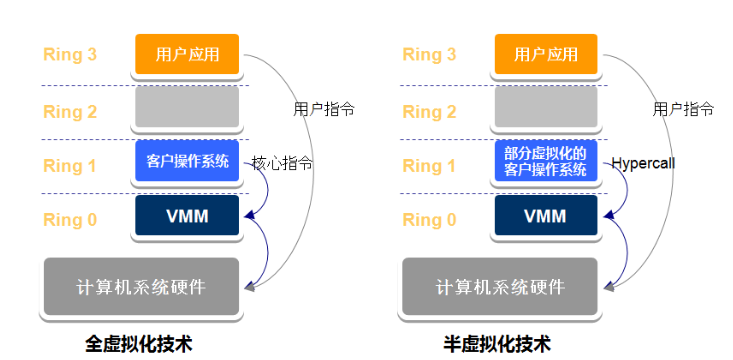 Ring 3
用户应用
Ring 2
用户指令
Ring 1
客户操作系统
核心指令
Ring 0
VMM
计算机系统硬件
全虚拟化技术
Ring 3
用户应用
Ring 2
用户指令
Ring 1
部分虚拟化的
客户操作系统
Hypercall
Ring 0
VMM
计算机系统硬件
半虚拟化技术